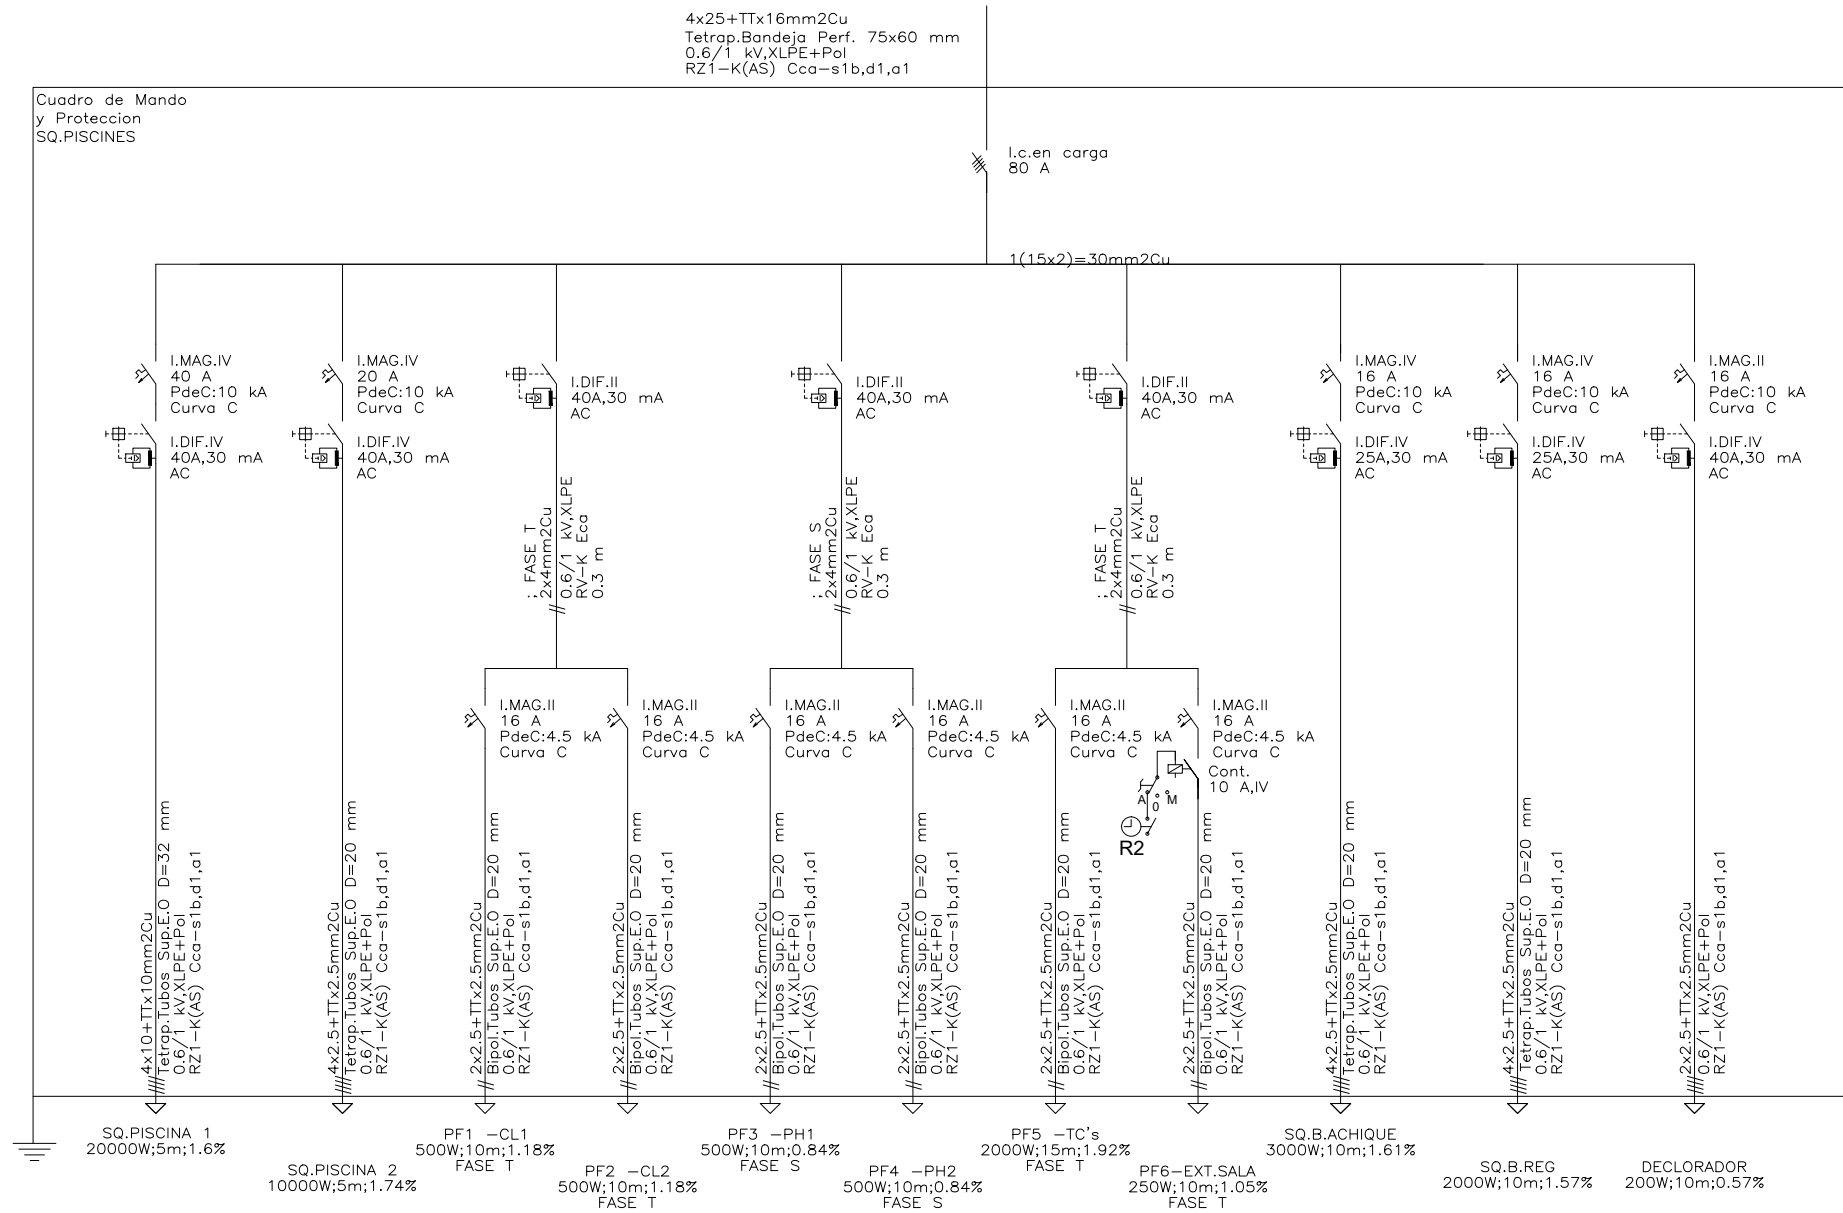 4x25+TTx16mm2Cu
Tetrap.Bandeja Perf. 75x60 mm
0.6/1 kV,XLPE+Pol
RZ1-K(AS) Cca-s1b,d1,a1
Cuadro de Mando
y Proteccion
SQ.PISCINES
I.c.en carga
80 A
1(15x2)=30mm2Cu
I.MAG.IV
40 A
PdeC:10 kA
Curva C
I.DIF.IV
40A,30 mA
AC
I.MAG.IV
20 A
PdeC:10 kA
Curva C
I.DIF.IV
40A,30 mA
AC
I.DIF.II
40A,30 mA
AC
I.DIF.II
40A,30 mA
AC
I.DIF.II
40A,30 mA
AC
I.MAG.IV
16 A
PdeC:10 kA
Curva C
I.DIF.IV
25A,30 mA
AC
I.MAG.IV
16 A
PdeC:10 kA
Curva C
I.DIF.IV
25A,30 mA
AC
I.MAG.II
16 A
PdeC:10 kA
Curva C
I.DIF.IV
40A,30 mA
AC
; FASE T
2x4mm2Cu
0.6/1 kV,XLPE
RV-K Eca
0.3 m
; FASE S
2x4mm2Cu
0.6/1 kV,XLPE
RV-K Eca
0.3 m
; FASE T
2x4mm2Cu
0.6/1 kV,XLPE
RV-K Eca
0.3 m
I.MAG.II
16 A
PdeC:4.5 kA
Curva C
I.MAG.II
16 A
PdeC:4.5 kA
Curva C
I.MAG.II
16 A
PdeC:4.5 kA
Curva C
I.MAG.II
16 A
PdeC:4.5 kA
Curva C
I.MAG.II
16 A
PdeC:4.5 kA
Curva C
I.MAG.II
16 A
PdeC:4.5 kA
Curva C
Cont.
10 A,IV
A
0
M
R2
4x10+TTx10mm2Cu
Tetrap.Tubos Sup.E.O D=32 mm
0.6/1 kV,XLPE+Pol
RZ1-K(AS) Cca-s1b,d1,a1
4x2.5+TTx2.5mm2Cu
Tetrap.Tubos Sup.E.O D=20 mm
0.6/1 kV,XLPE+Pol
RZ1-K(AS) Cca-s1b,d1,a1
2x2.5+TTx2.5mm2Cu
Bipol.Tubos Sup.E.O D=20 mm
0.6/1 kV,XLPE+Pol
RZ1-K(AS) Cca-s1b,d1,a1
2x2.5+TTx2.5mm2Cu
Bipol.Tubos Sup.E.O D=20 mm
0.6/1 kV,XLPE+Pol
RZ1-K(AS) Cca-s1b,d1,a1
2x2.5+TTx2.5mm2Cu
Bipol.Tubos Sup.E.O D=20 mm
0.6/1 kV,XLPE+Pol
RZ1-K(AS) Cca-s1b,d1,a1
2x2.5+TTx2.5mm2Cu
Bipol.Tubos Sup.E.O D=20 mm
0.6/1 kV,XLPE+Pol
RZ1-K(AS) Cca-s1b,d1,a1
2x2.5+TTx2.5mm2Cu
Bipol.Tubos Sup.E.O D=20 mm
0.6/1 kV,XLPE+Pol
RZ1-K(AS) Cca-s1b,d1,a1
2x2.5+TTx2.5mm2Cu
Bipol.Tubos Sup.E.O D=20 mm
0.6/1 kV,XLPE+Pol
RZ1-K(AS) Cca-s1b,d1,a1
4x2.5+TTx2.5mm2Cu
Tetrap.Tubos Sup.E.O D=20 mm
0.6/1 kV,XLPE+Pol
RZ1-K(AS) Cca-s1b,d1,a1
4x2.5+TTx2.5mm2Cu
Tetrap.Tubos Sup.E.O D=20 mm
0.6/1 kV,XLPE+Pol
RZ1-K(AS) Cca-s1b,d1,a1
2x2.5+TTx2.5mm2Cu
0.6/1 kV,XLPE+Pol
RZ1-K(AS) Cca-s1b,d1,a1
SQ.PISCINA 1
20000W;5m;1.6%
SQ.PISCINA 2
10000W;5m;1.74%
PF1 -CL1
500W;10m;1.18%
FASE T
PF2 -CL2
500W;10m;1.18%
FASE T
PF3 -PH1
500W;10m;0.84%
FASE S
PF4 -PH2
500W;10m;0.84%
FASE S
PF5 -TC's
2000W;15m;1.92%
FASE T
PF6-EXT.SALA
250W;10m;1.05%
FASE T
SQ.B.ACHIQUE
3000W;10m;1.61%
SQ.B.REG
2000W;10m;1.57%
DECLORADOR
200W;10m;0.57%